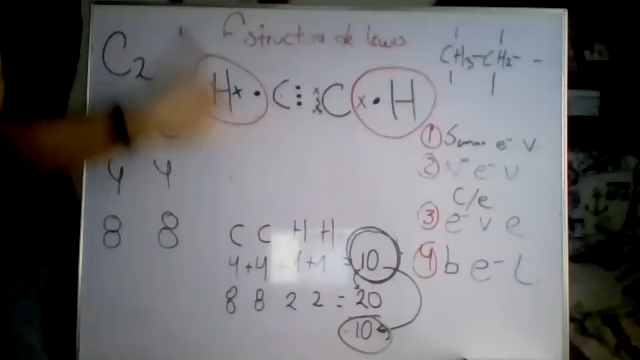 Estructura de Lewis
C2
H x • C : C x • H
CH3-CH2- -
① Suma e- v
② v e- v
c/e
③ e- v e
④ b e- L
4 4
8 8
C C H H
4+4+1+1=10
8 8 2 2 = 20
10